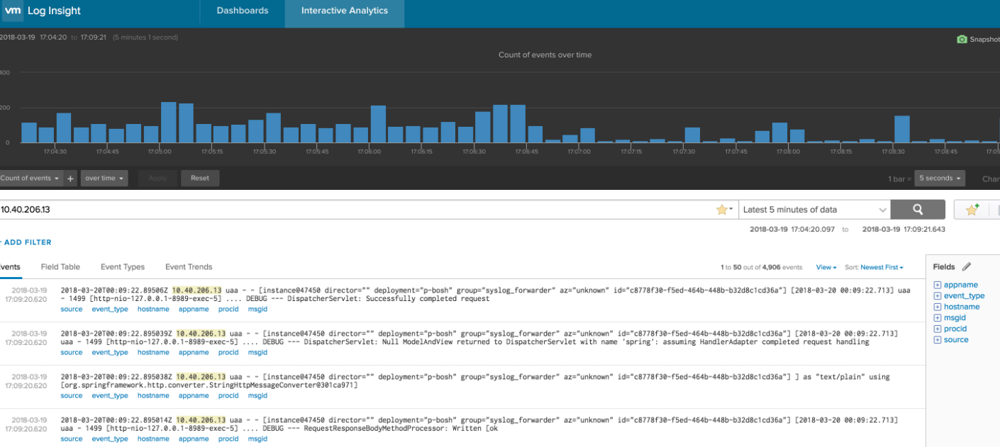 vm Log Insight Dashboards Interactive Analytics
2018-03-19 17:04:20 to 17:09:21 (5 minutes 1 second)
Snapshot
Count of events over time
400
200
0
17:04:30 17:04:45 17:05:00 17:05:15 17:05:30 17:05:45 17:06:00 17:06:15 17:06:30 17:06:45 17:07:00 17:07:15 17:07:30 17:07:45 17:08:00 17:08:15 17:08:30 17:08:45 17:09
Count of events + over time Apply Reset 1 bar = 5 seconds Char
10.40.206.13 Latest 5 minutes of data
2018-03-19 17:04:20.097 to 2018-03-19 17:09:21.643
ADD FILTER
vents Field Table Event Types Event Trends 1 to 50 out of 4,906 events View Sort: Newest First
Fields
appname
event_type
hostname
msgid
procid
source
2018-03-19
17:09:20.620
2018-03-20T00:09:22.89506Z 10.40.206.13 uaa - - [instance@47450 director="" deployment="p-bosh" group="syslog_forwarder" az="unknown" id="c8778f30-f5ed-464b-448b-b32d8c1cd36a"] [2018-03-20 00:09:22.713] uaa
- 1499 [http-nio-127.0.0.1-8989-exec-5] .... DEBUG --- DispatcherServlet: Successfully completed request
source event_type hostname appname procid msgid
2018-03-19
17:09:20.620
2018-03-20T00:09:22.895039Z 10.40.206.13 uaa - - [instance@47450 director="" deployment="p-bosh" group="syslog_forwarder" az="unknown" id="c8778f30-f5ed-464b-448b-b32d8c1cd36a"] [2018-03-20 00:09:22.713]
uaa - 1499 [http-nio-127.0.0.1-8989-exec-5] .... DEBUG --- DispatcherServlet: Null ModelAndView returned to DispatcherServlet with name 'spring': assuming HandlerAdapter completed request handling
source event_type hostname appname procid msgid
2018-03-19
17:09:20.620
2018-03-20T00:09:22.895038Z 10.40.206.13 uaa - - [instance@47450 director="" deployment="p-bosh" group="syslog_forwarder" az="unknown" id="c8778f30-f5ed-464b-448b-b32d8c1cd36a"] ] as "text/plain" using
[org.springframework.http.converter.StringHttpMessageConverter@301ca971]
source event_type hostname appname procid msgid
2018-03-19
17:09:20.620
2018-03-20T00:09:22.895014Z 10.40.206.13 uaa - - [instance@47450 director="" deployment="p-bosh" group="syslog_forwarder" az="unknown" id="c8778f30-f5ed-464b-448b-b32d8c1cd36a"] [2018-03-20 00:09:22.713]
uaa - 1499 [http-nio-127.0.0.1-8989-exec-5] .... DEBUG --- RequestResponseBodyMethodProcessor: Written [ok
source event_type hostname appname procid msgid